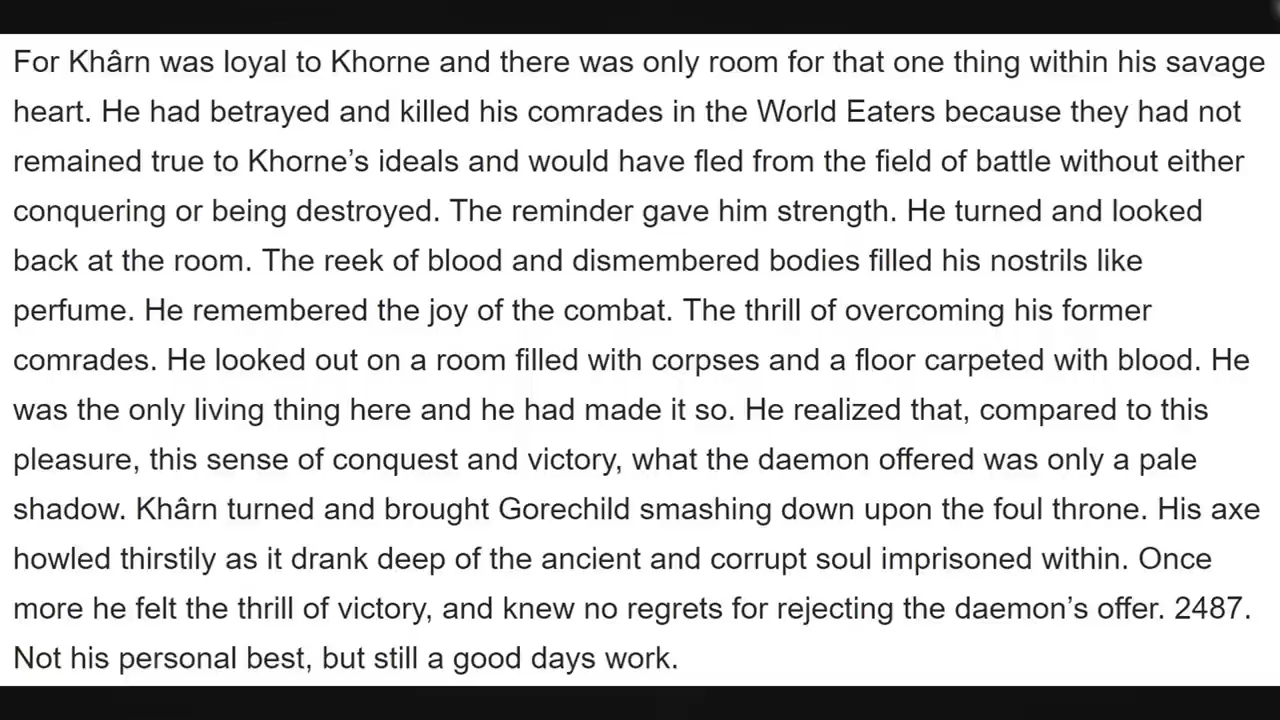 For Khârn was loyal to Khorne and there was only room for that one thing within his savage
heart. He had betrayed and killed his comrades in the World Eaters because they had not
remained true to Khorne’s ideals and would have fled from the field of battle without either
conquering or being destroyed. The reminder gave him strength. He turned and looked
back at the room. The reek of blood and dismembered bodies filled his nostrils like
perfume. He remembered the joy of the combat. The thrill of overcoming his former
comrades. He looked out on a room filled with corpses and a floor carpeted with blood. He
was the only living thing here and he had made it so. He realized that, compared to this
pleasure, this sense of conquest and victory, what the daemon offered was only a pale
shadow. Khârn turned and brought Gorechild smashing down upon the foul throne. His axe
howled thirstily as it drank deep of the ancient and corrupt soul imprisoned within. Once
more he felt the thrill of victory, and knew no regrets for rejecting the daemon’s offer. 2487.
Not his personal best, but still a good days work.